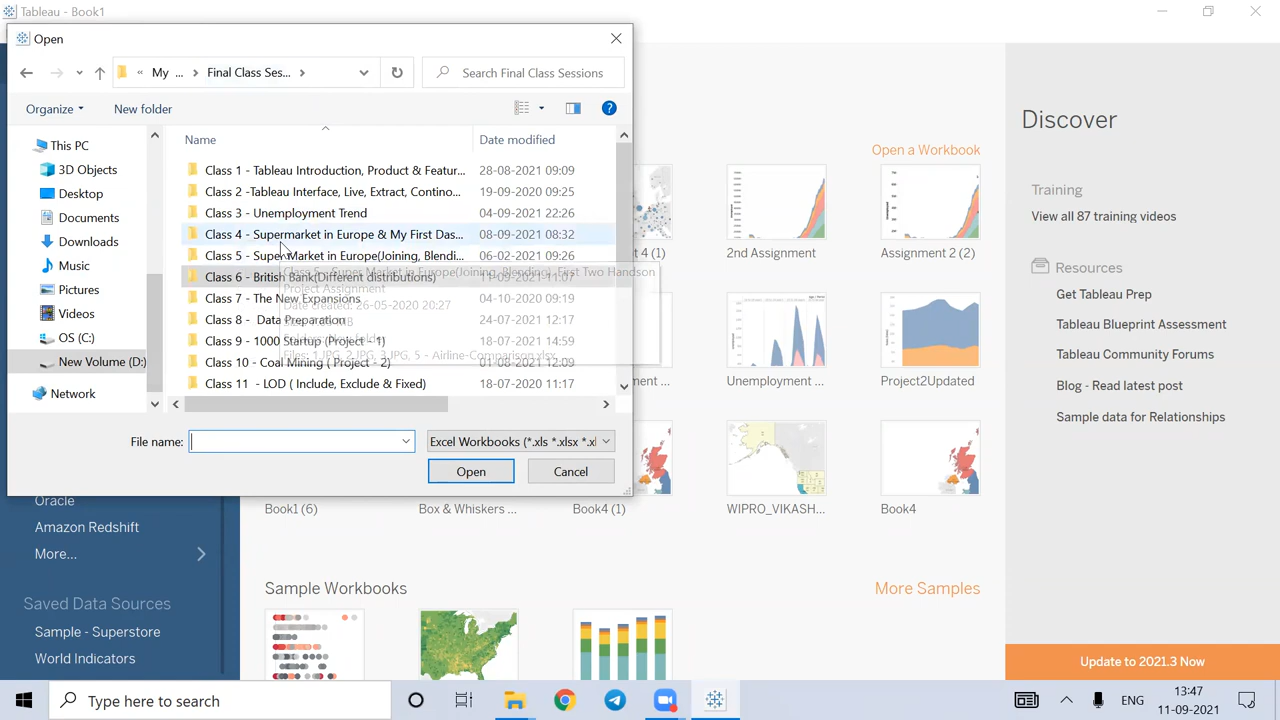 Tableau - Book1
Open
« My ... > Final Class Ses... >
Search Final Class Sessions
Organize
New folder
This PC
3D Objects
Desktop
Documents
Downloads
Music
Pictures
Videos
OS (C:)
New Volume (D:)
Network
Name Date modified
Class 1 - Tableau Introduction, Product & Featur... 28-08-2021 09:09
Class 2 -Tableau Interface, Live, Extract, Contino... 19-09-2020 09:25
Class 3 - Unemployment Trend 04-09-2021 22:26
Class 4 - Supermarket in Europe & My First Das... 08-09-2021 08:32
Class 5 - SuperMarket in Europe(Joining, Blendi... 06-02-2021 09:26
Class 6 - British Bank(Different distributions)
Class 7 - The New Expansions 04-10-2020 09:19
Class 8 - Data Preparation 24-07-2021 12:17
Class 9 - 1000 Startup (Project - 1) 18-07-2021 14:59
Class 10 - Coal Mining ( Project - 2)
Class 11 - LOD ( Include, Exclude & Fixed) 18-07-2020 11:17
Project Assignment
Date created: 26-05-2020 20:27
File name:
Excel Workbooks (*.xls *.xlsx *.xl
Open
Cancel
Oracle
Amazon Redshift
More...
Saved Data Sources
Sample - Superstore
World Indicators
Open a Workbook
2nd Assignment
Assignment 2 (2)
Unemployment ...
Project2Updated
Book1 (6)
Box & Whiskers ...
Book4 (1)
WIPRO_VIKASH...
Book4
Sample Workbooks
More Samples
Discover
Training
View all 87 training videos
Resources
Get Tableau Prep
Tableau Blueprint Assessment
Tableau Community Forums
Blog - Read latest post
Sample data for Relationships
Update to 2021.3 Now
Type here to search
ENG
13:47
11-09-2021